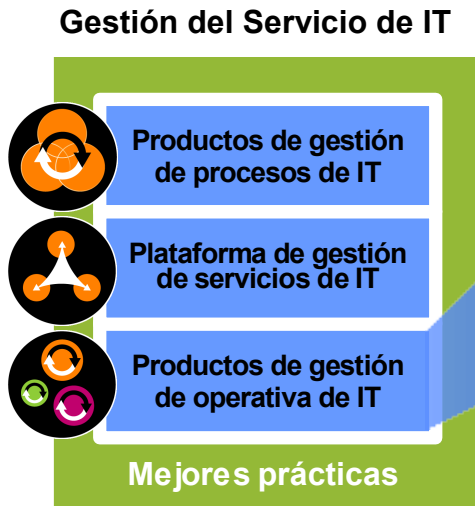 Gestión del Servicio de IT
Productos de gestión
de procesos de IT
Plataforma de gestión
de servicios de IT
Productos de gestión
de operativa de IT
Mejores prácticas